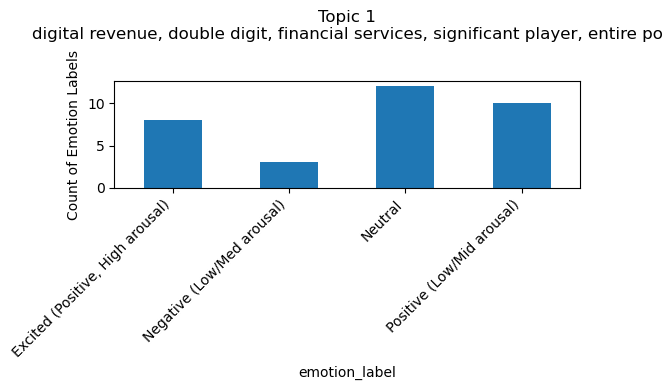 Topic 1
digital revenue, double digit, financial services, significant player, entire po
Count of Emotion Labels
10
5
0
Excited (Positive, High arousal)
Negative (Low/Med arousal)
Neutral
Positive (Low/Mid arousal)
emotion_label